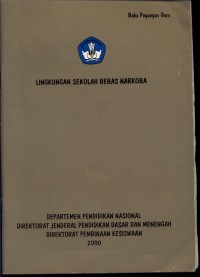 Buku Pegangan Guru
LINGKUNGAN SEKOLAH BEBAS NARKOBA
DEPARTEMEN PENDIDIKAN NASIONAL
DIREKTORAT JENDERAL PENDIDIKAN DASAR DAN MENENGAH
DIREKTORAT PEMBINAAN KESISWAAN
2000